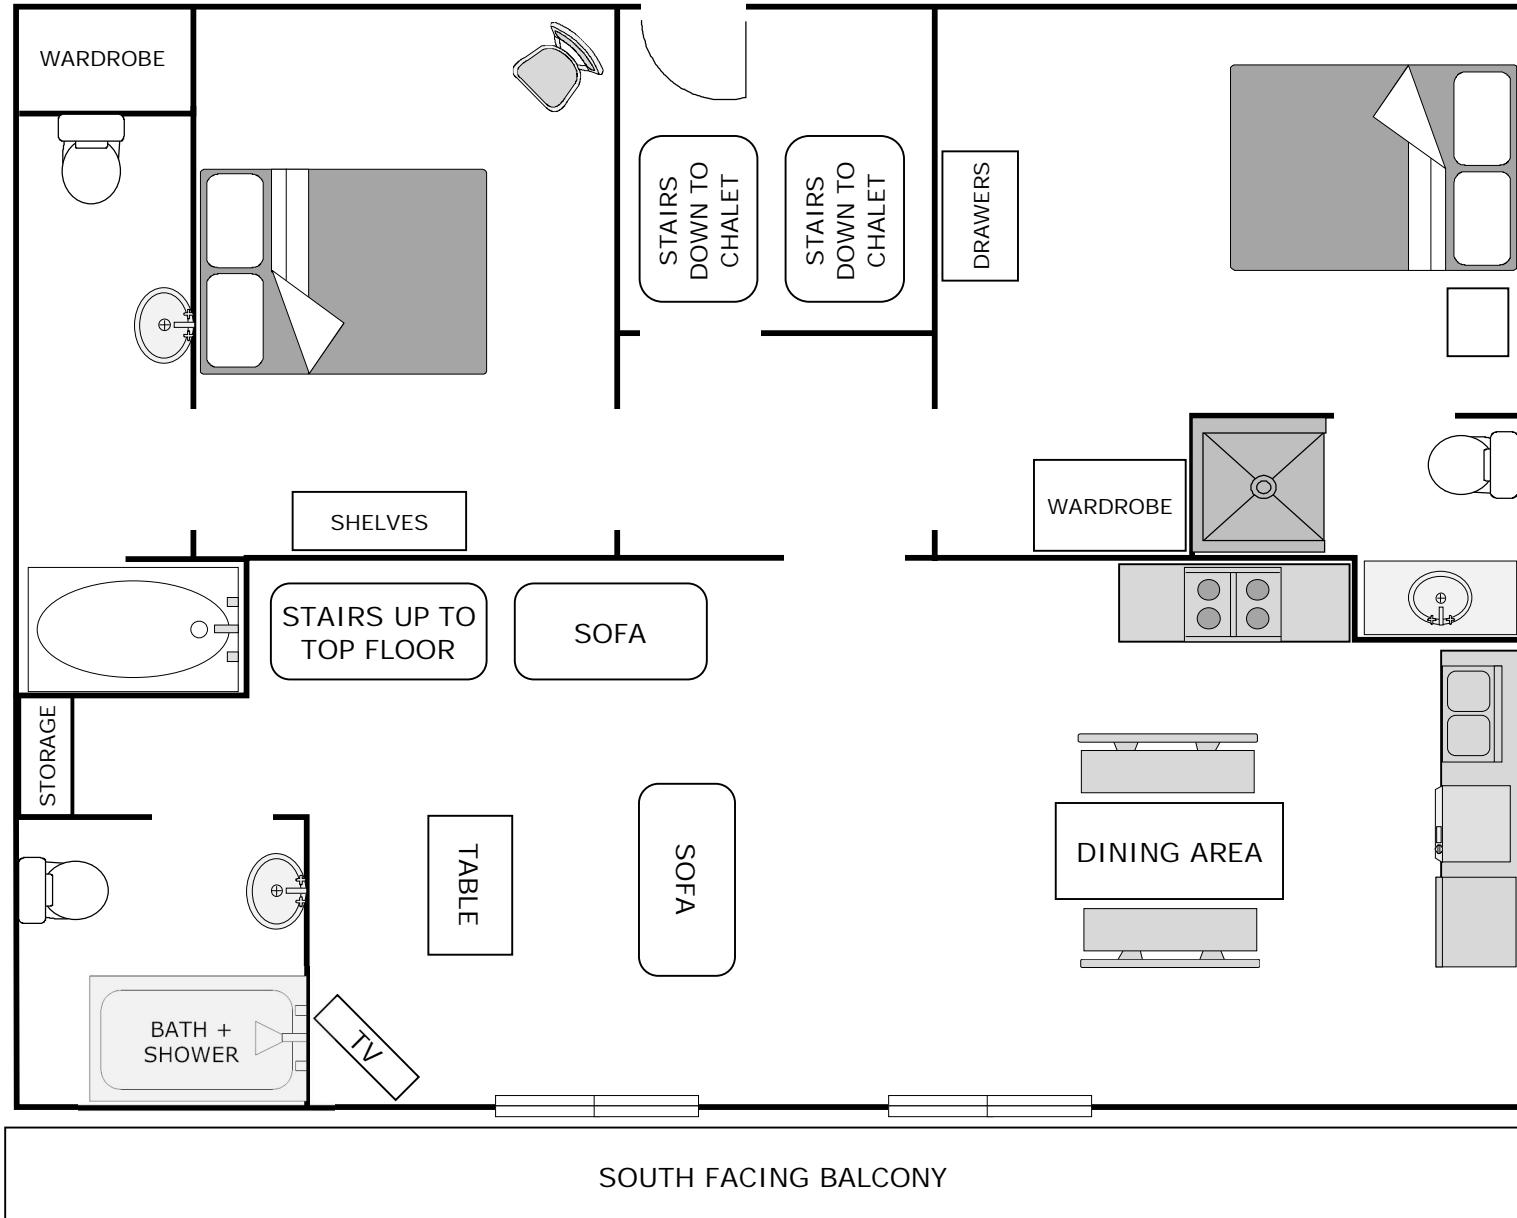 WARDROBE
STAIRS
DOWN TO
CHALET
STAIRS
DOWN TO
CHALET
DRAWERS
SHELVES
WARDROBE
STAIRS UP TO
TOP FLOOR
SOFA
STORAGE
TABLE
SOFA
DINING AREA
BATH +
SHOWER
TV
SOUTH FACING BALCONY